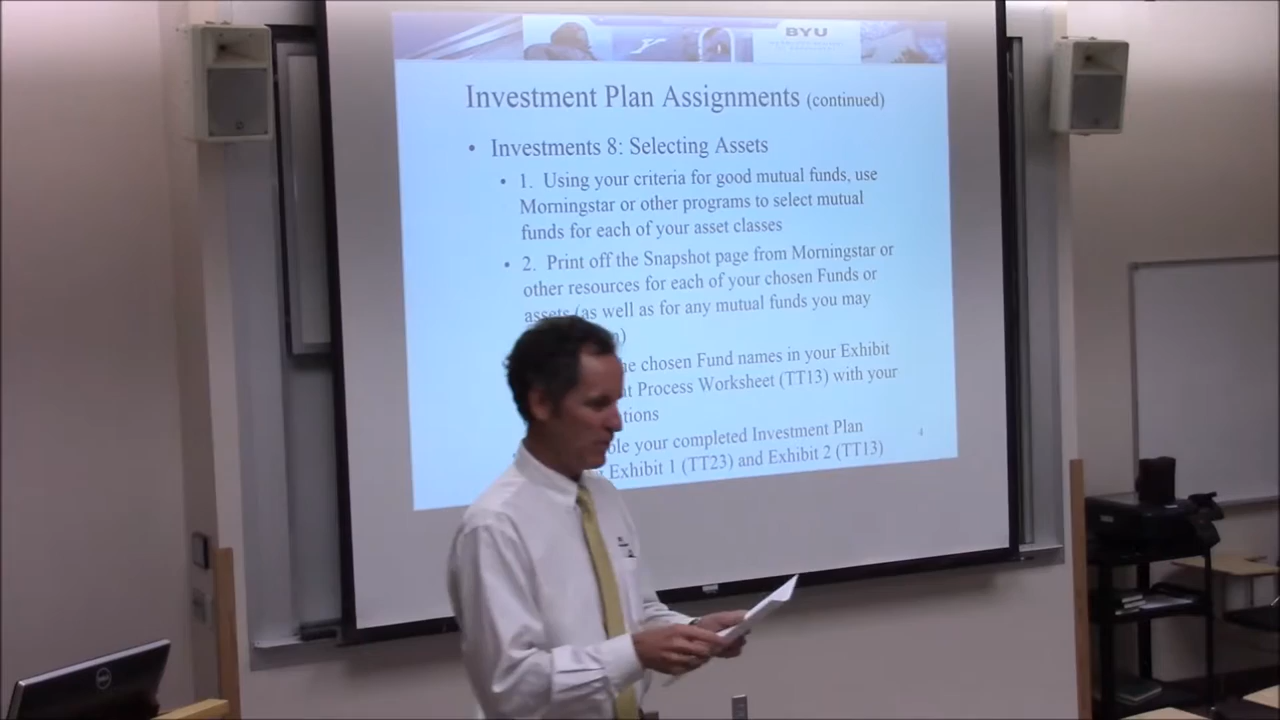 BYU
Investment Plan Assignments (continued)
• Investments 8: Selecting Assets
• 1. Using your criteria for good mutual funds, use
Morningstar or other programs to select mutual
funds for each of your asset classes
• 2. Print off the Snapshot page from Morningstar or
other resources for each of your chosen Funds or
assets (as well as for any mutual funds you may
chosen Fund names in your Exhibit
Process Worksheet (TT13) with your
your completed Investment Plan
4
Exhibit 1 (TT23) and Exhibit 2 (TT13)
DELL